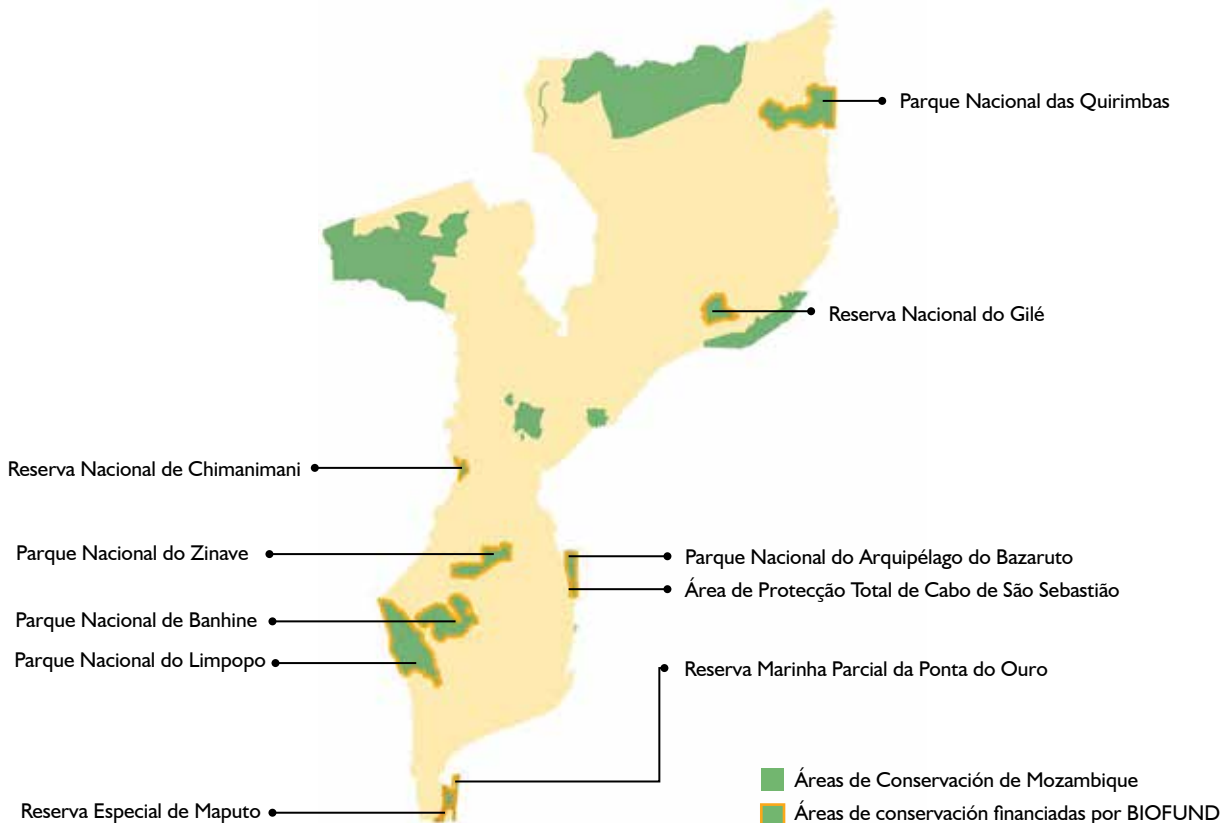 Parque Nacional das Quirimbas
Reserva Nacional do Gilé
Reserva Nacional de Chimanimani
Parque Nacional do Zinave
Parque Nacional do Arquipélago do Bazaruto
Área de Protecção Total de Cabo de São Sebastião
Parque Nacional de Banhine
Parque Nacional do Limpopo
Reserva Marinha Parcial da Ponta do Ouro
Reserva Especial de Maputo
Áreas de Conservación de Mozambique
Áreas de conservación financiadas por BIOFUND